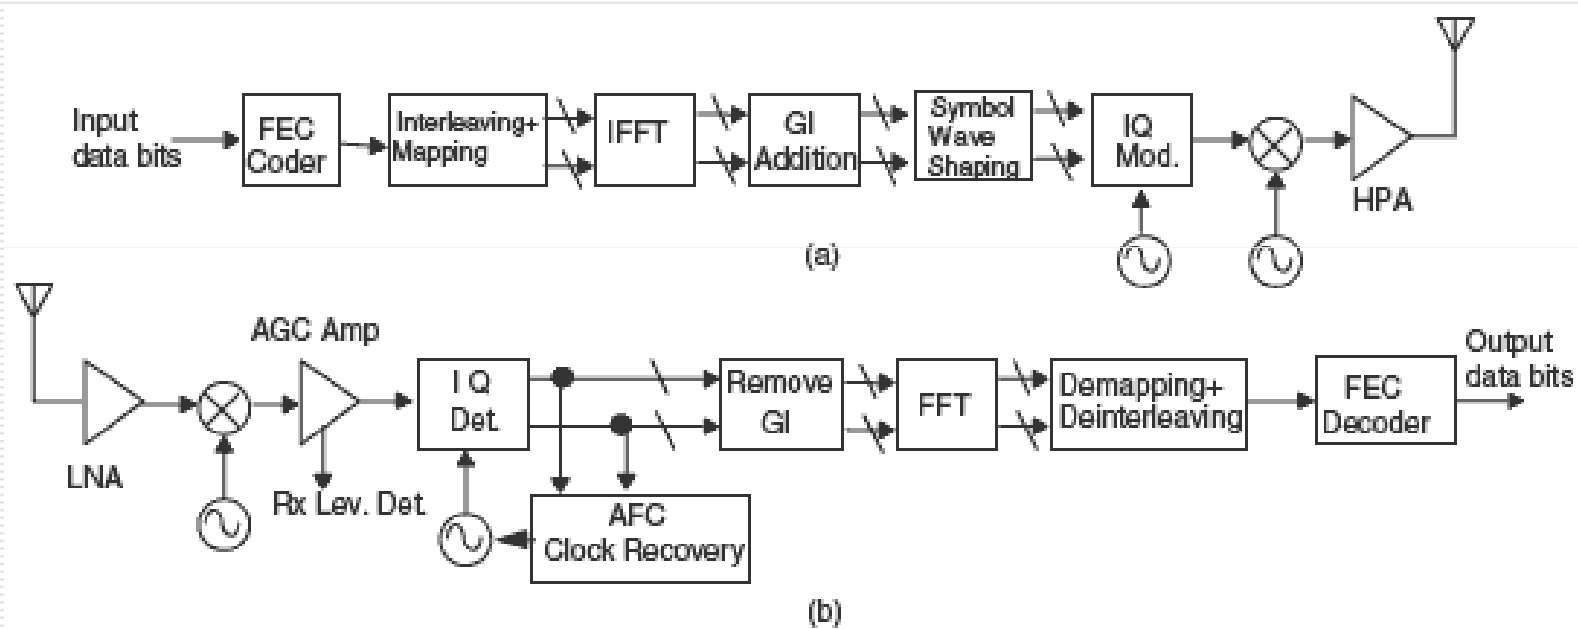 Input
data bits
FEC
Coder
Interleaving+
Mapping
IFFT
GI
Addition
Symbol
Wave
Shaping
IQ
Mod.
HPA
(a)
AGC Amp
LNA
Rx Lev. Det.
I Q
Det.
AFC
Clock Recovery
Remove
GI
FFT
Demapping+
Deinterleaving
FEC
Decoder
Output
data bits
(b)